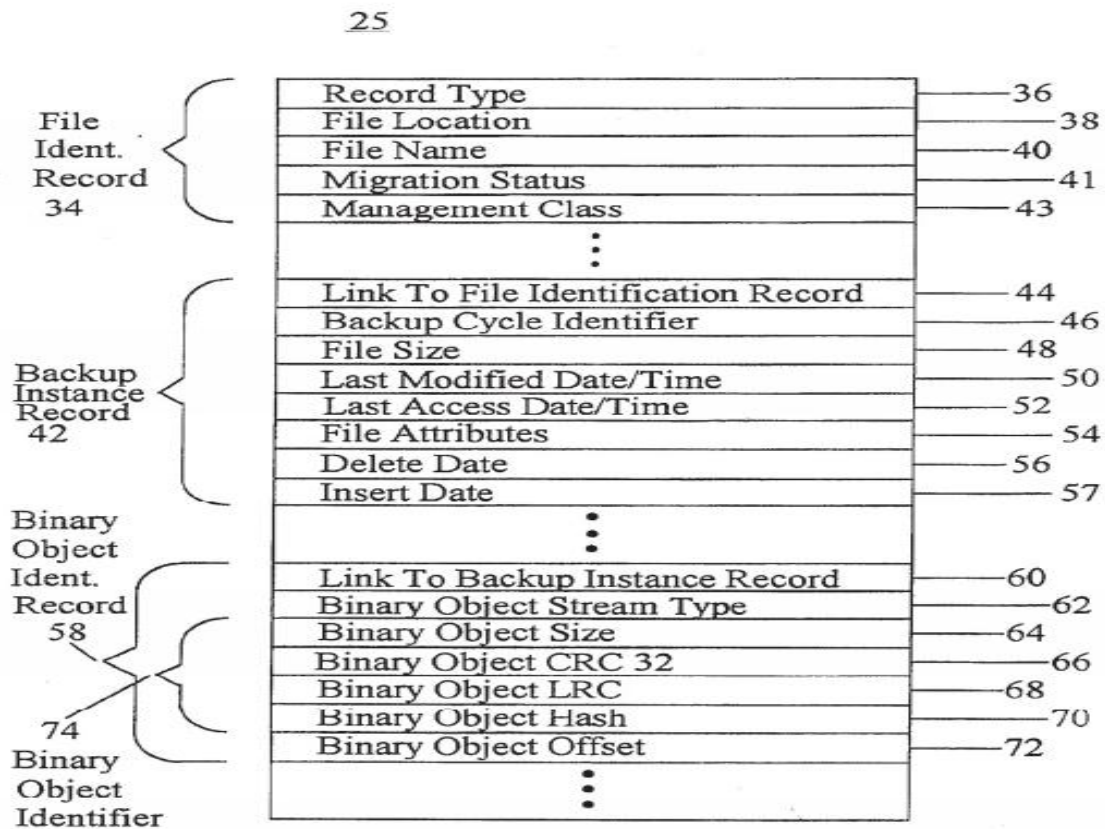 25
File
Ident.
Record
34
Record Type 36
File Location 38
File Name 40
Migration Status 41
Management Class 43
Backup
Instance
Record
42
Link To File Identification Record 44
Backup Cycle Identifier 46
File Size 48
Last Modified Date/Time 50
Last Access Date/Time 52
File Attributes 54
Delete Date 56
Insert Date 57
Binary
Object
Ident.
Record
58
Link To Backup Instance Record 60
Binary Object Stream Type 62
Binary Object Size 64
Binary Object CRC 32 66
Binary Object LRC 68
Binary Object Hash 70
Binary Object Offset 72
74
Binary
Object
Identifier